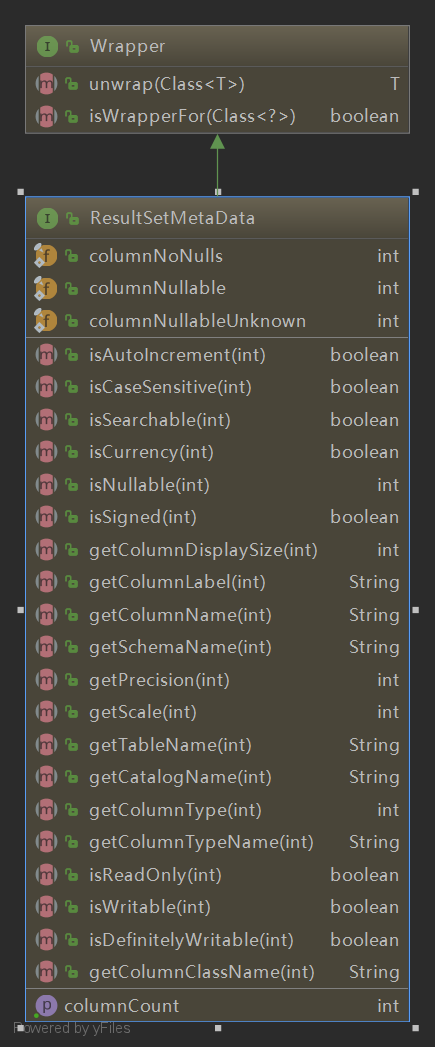 Wrapper
unwrap(Class<T>) T
isWrapperFor(Class<?>) boolean
ResultSetMetaData
columnNoNulls int
columnNullable int
columnNullableUnknown int
isAutoIncrement(int) boolean
isCaseSensitive(int) boolean
isSearchable(int) boolean
isCurrency(int) boolean
isNullable(int) int
isSigned(int) boolean
getColumnDisplaySize(int) int
getColumnLabel(int) String
getColumnName(int) String
getSchemaName(int) String
getPrecision(int) int
getScale(int) int
getTableName(int) String
getCatalogName(int) String
getColumnType(int) int
getColumnTypeName(int) String
isReadOnly(int) boolean
isWritable(int) boolean
isDefinitelyWritable(int) boolean
getColumnClassName(int) String
columnCount int
Powered by yFiles